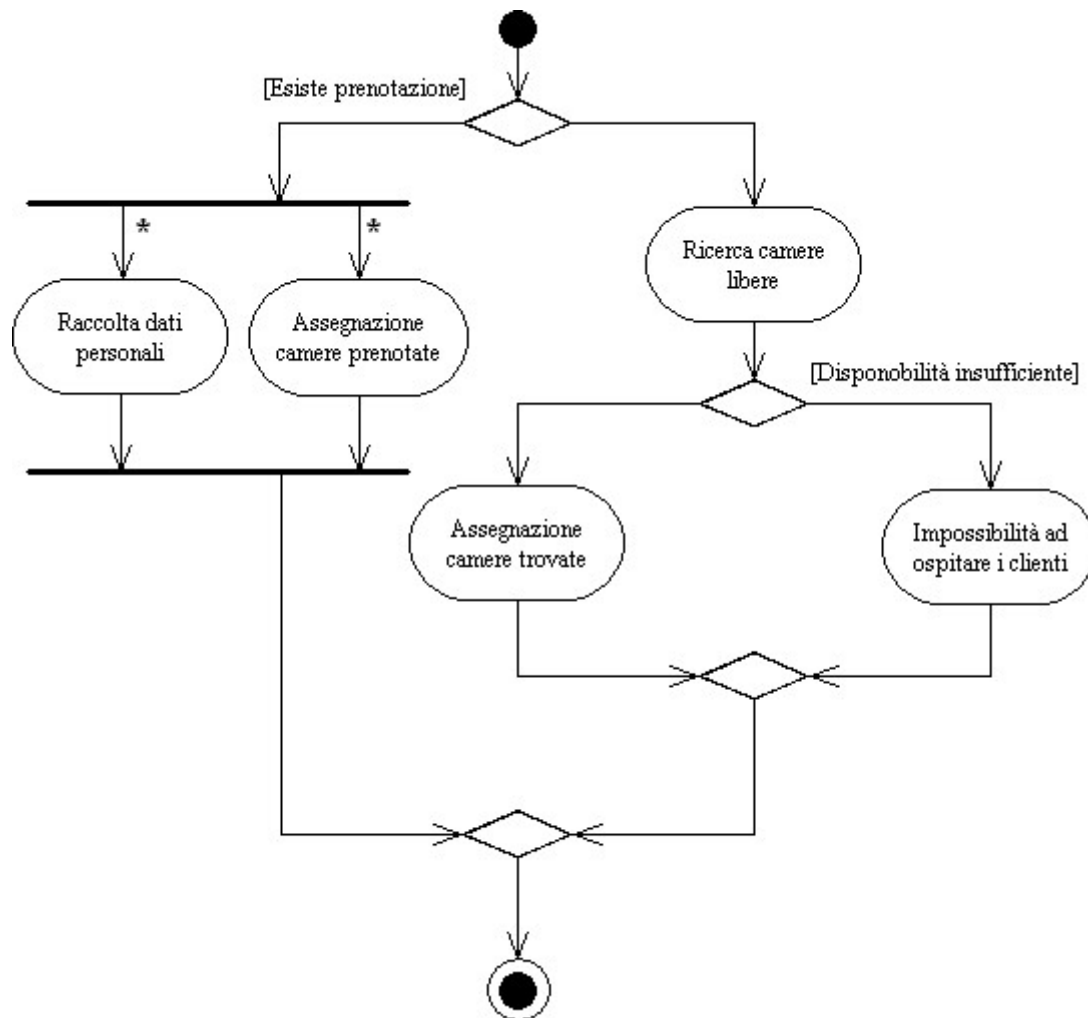 [Esiste prenotazione]
*
*
Ricerca camere
libere
Raccolta dati
personali
Assegnazione
camere prenotate
[Disponobilità insufficiente]
Assegnazione
camere trovate
Impossibilità ad
ospitare i clienti